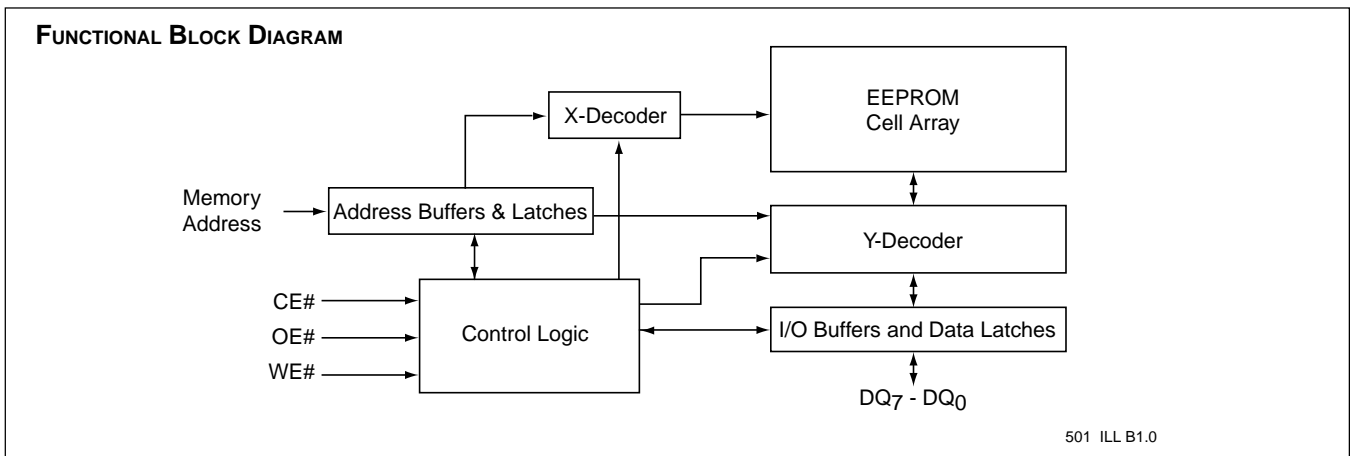 FUNCTIONAL BLOCK DIAGRAM
EEPROM
Cell Array
X-Decoder
Memory
Address
Address Buffers & Latches
Y-Decoder
CE#
OE#
WE#
Control Logic
I/O Buffers and Data Latches
DQ7 - DQ0
501 ILL B1.0